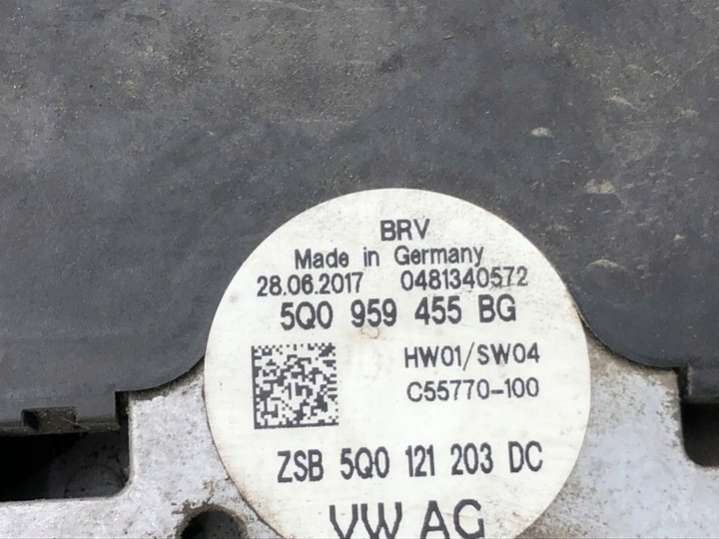 BRV
Made in Germany
28.06.2017 0481340572
5Q0 959 455 BG
HW01/SW04
C55770-100
ZSB 5Q0 121 203 DC
VW AG